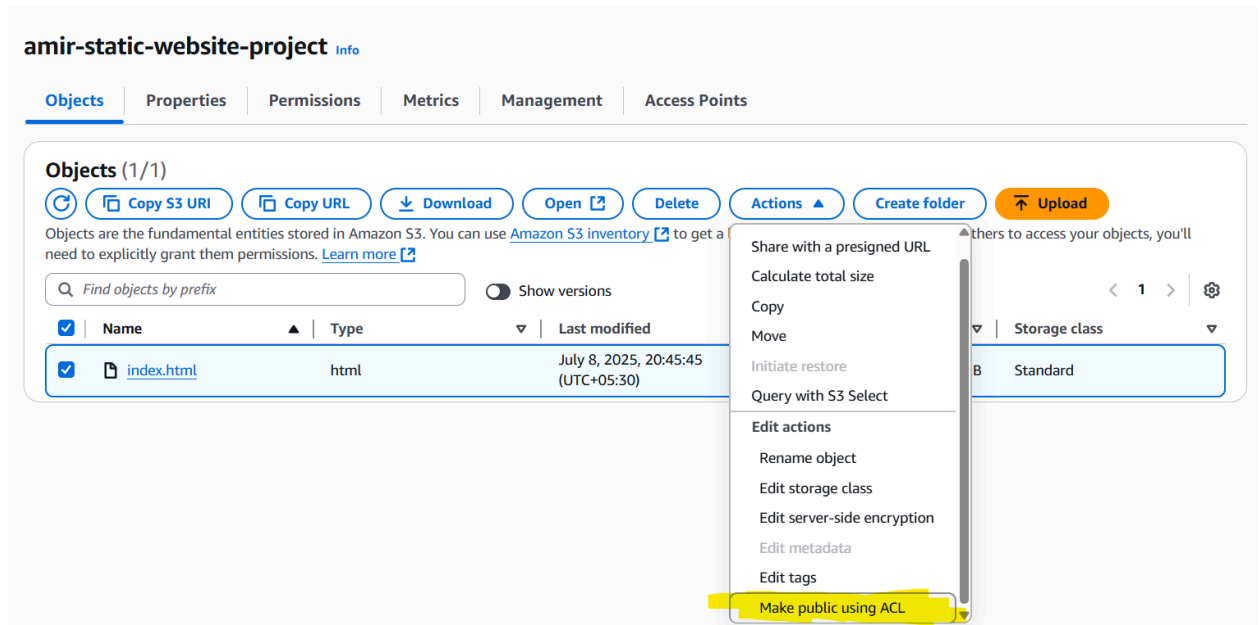 amir-static-website-project Info
Objects Properties Permissions Metrics Management Access Points
Objects (1/1)
Copy S3 URI Copy URL Download Open Delete Actions Create folder Upload
Objects are the fundamental entities stored in Amazon S3. You can use Amazon S3 inventory to get a thers to access your objects, you'll
need to explicitly grant them permissions. Learn more
Find objects by prefix
Show versions
1
Name Type Last modified Storage class
index.html html July 8, 2025, 20:45:45
(UTC+05:30)
B Standard
Share with a presigned URL
Calculate total size
Copy
Move
Initiate restore
Query with S3 Select
Edit actions
Rename object
Edit storage class
Edit server-side encryption
Edit metadata
Edit tags
Make public using ACL